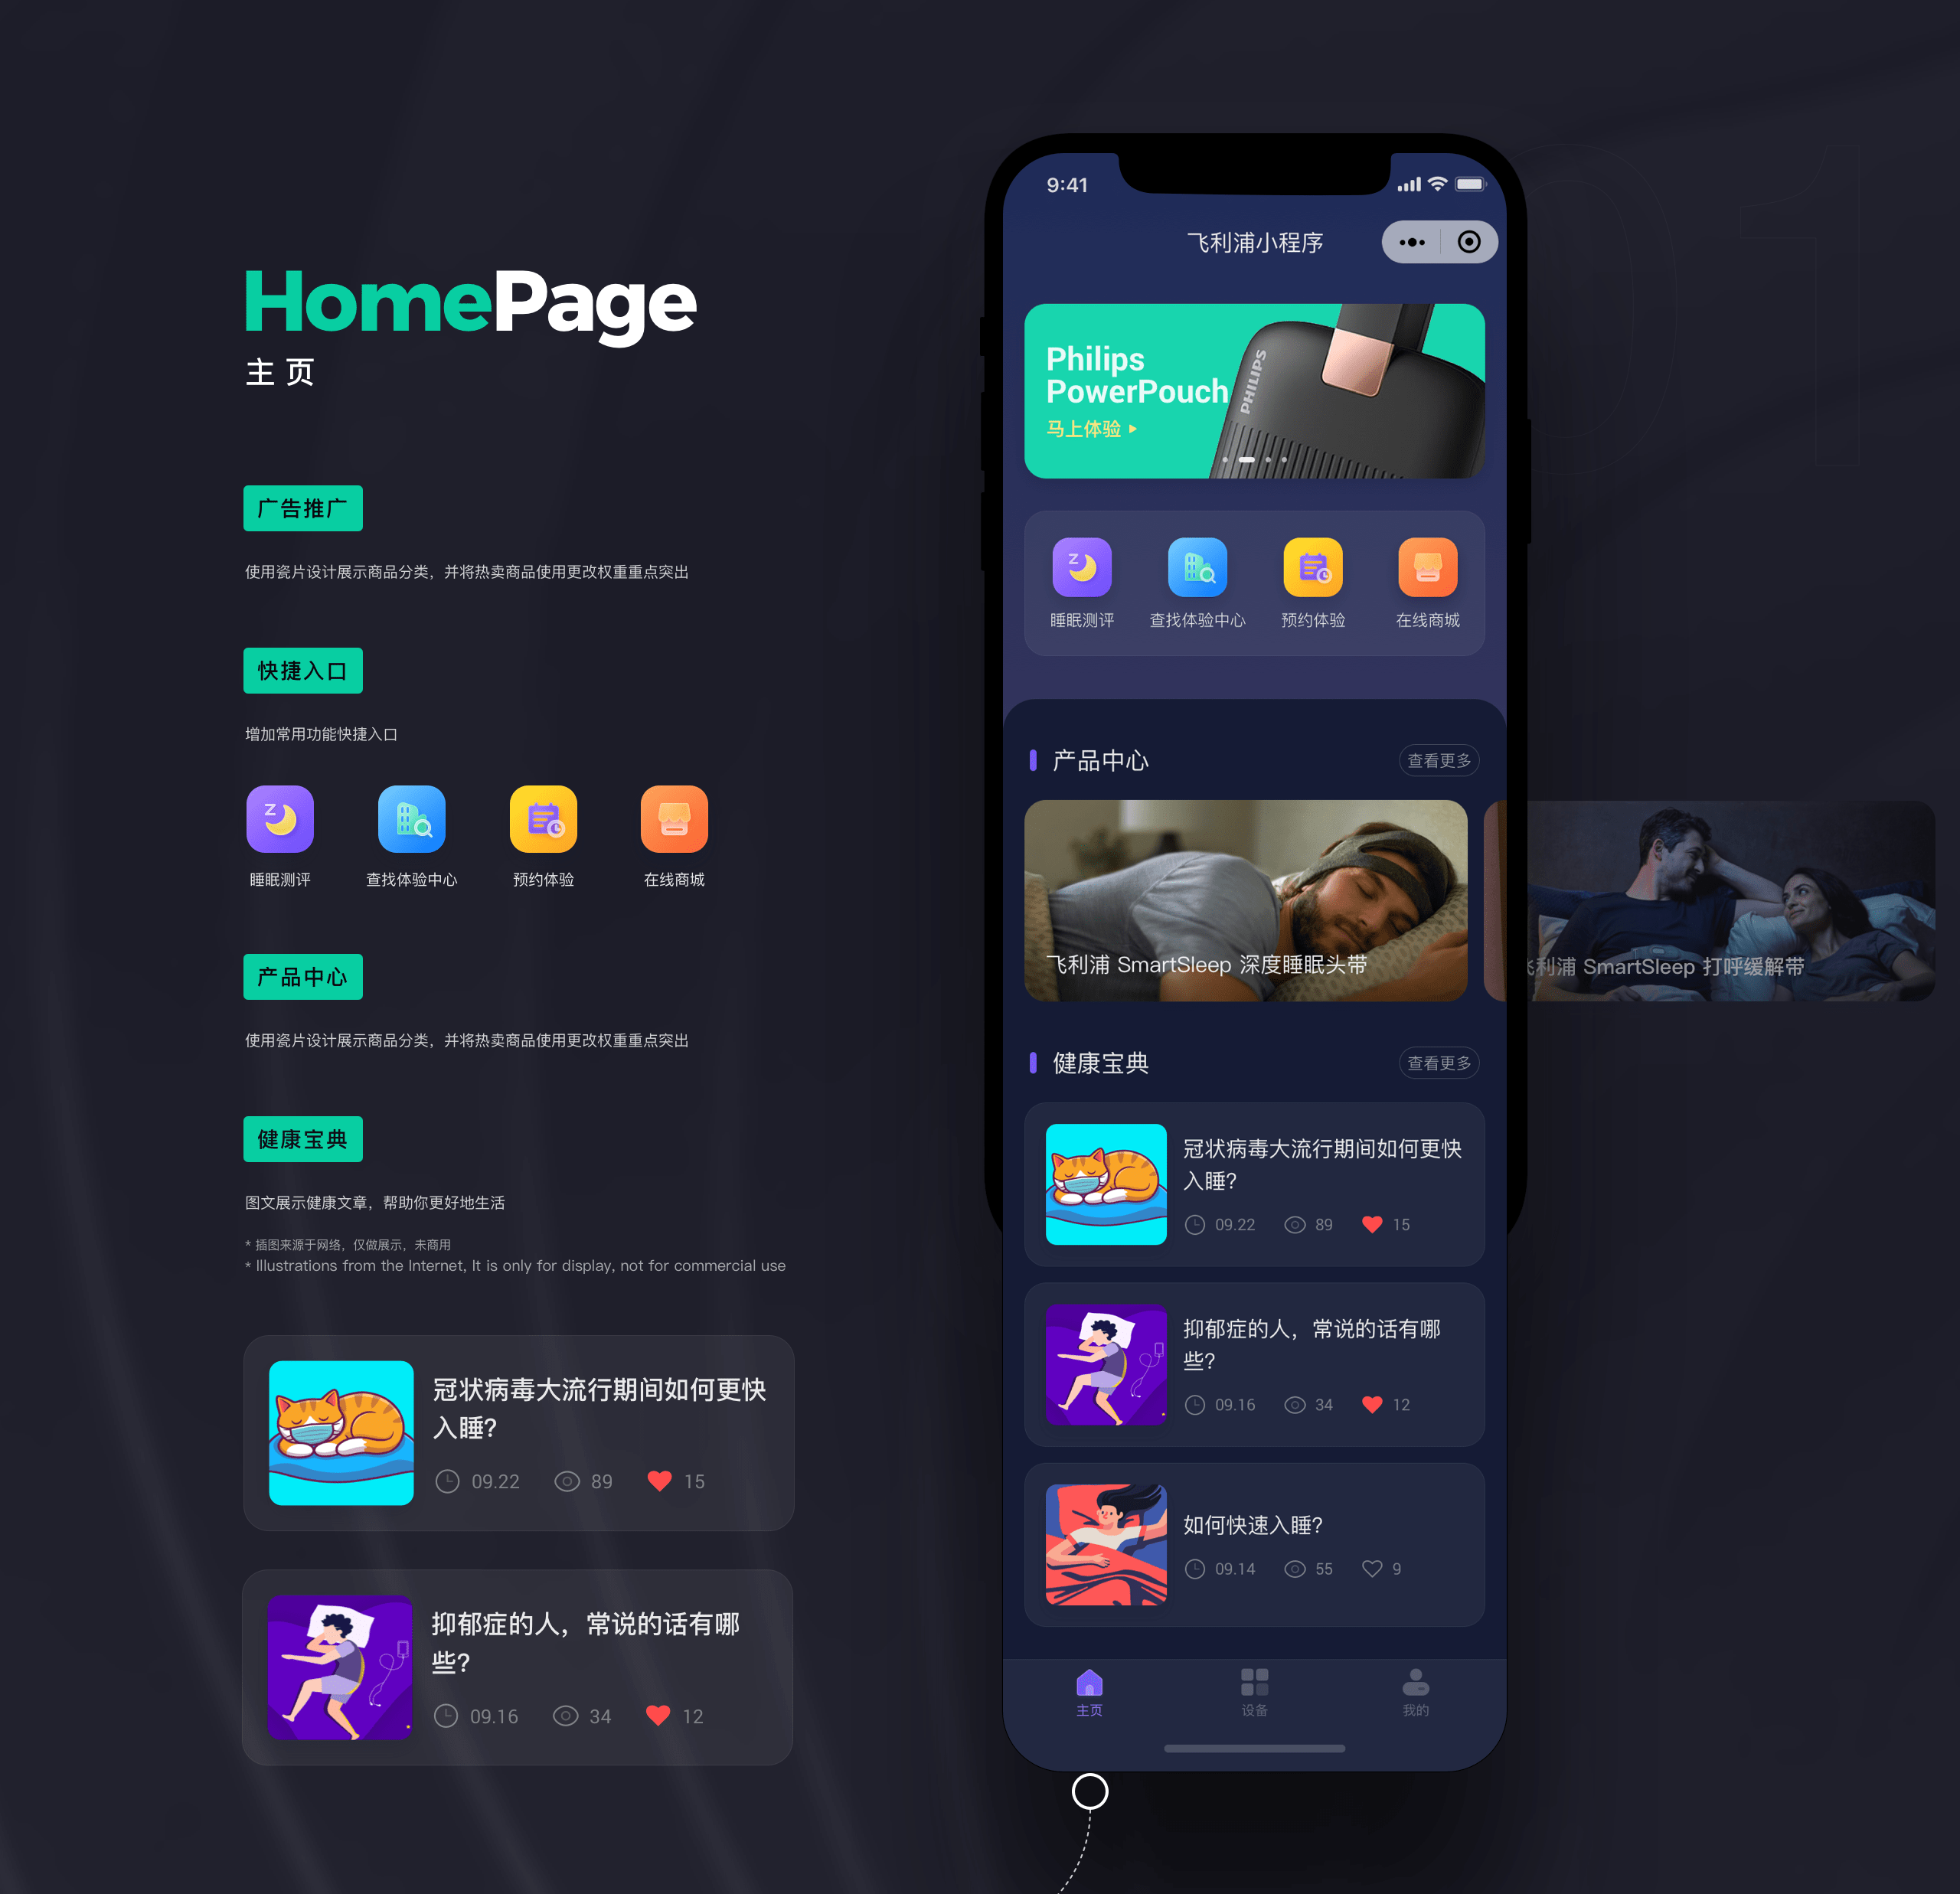 01
HomePage
主页
广告推广
使用瓷片设计展示商品分类，并将热卖商品使用更改权重重点突出
快捷入口
增加常用功能快捷入口
睡眠测评
查找体验中心
预约体验
在线商城
产品中心
使用瓷片设计展示商品分类，并将热卖商品使用更改权重重点突出
健康宝典
图文展示健康文章，帮助你更好地生活
* 插图来源于网络，仅做展示，未商用
* Illustrations from the Internet, It is only for display, not for commercial use
冠状病毒大流行期间如何更快
入睡?
09.22 89 15
抑郁症的人，常说的话有哪
些?
09.16 34 12
9:41
飞利浦小程序
Philips
PowerPouch
马上体验
PHILIPS
睡眠测评
查找体验中心
预约体验
在线商城
产品中心
查看更多
飞利浦 SmartSleep 深度睡眠头带
利浦 SmartSleep 打呼缓解带
健康宝典
查看更多
冠状病毒大流行期间如何更快
入睡?
09.22 89 15
抑郁症的人，常说的话有哪
些?
09.16 34 12
如何快速入睡?
09.14 55 9
主页
设备
我的